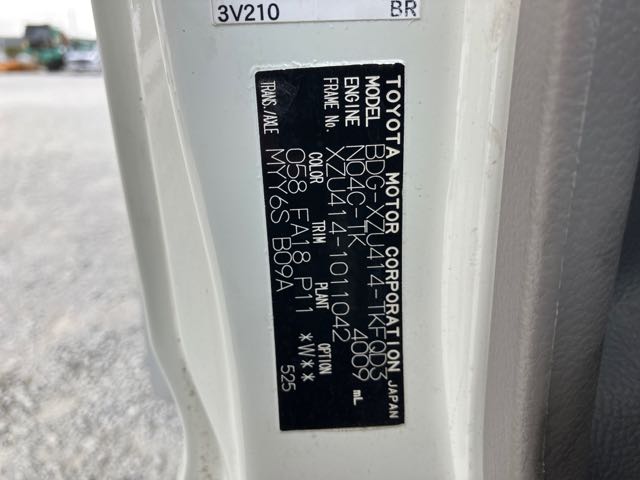 3V210 BR
TOYOTA MOTOR CORPORATION JAPAN
MODEL BDG-XZU414-TKFQD3
ENGINE N04C-TK 4009 mL
FRAME No. XZU414-1011042
COLOR TRIM PLANT OPTION
058 FA18 P11 *W**
TRANS./AXLE MYY6S B09A 525